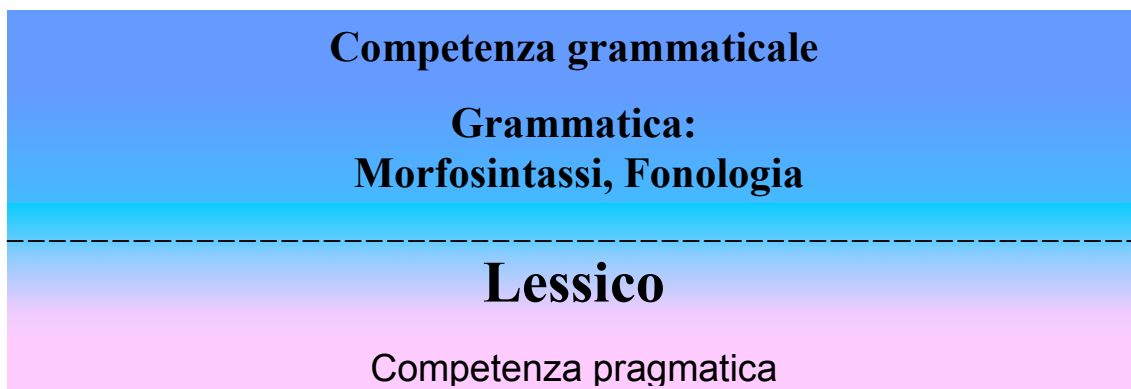 Competenza grammaticale
Grammatica:
Morfosintassi, Fonologia
Lessico
Competenza pragmatica